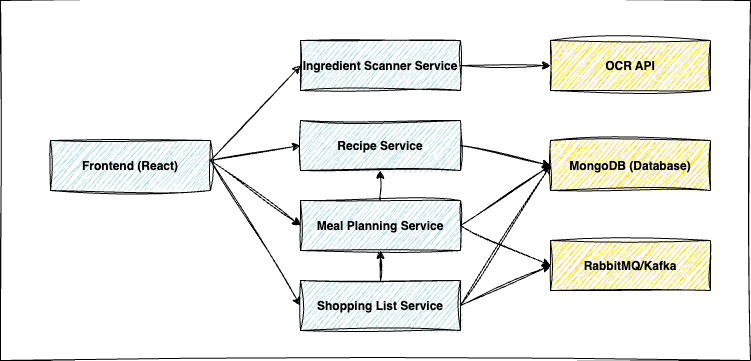 Ingredient Scanner Service
OCR API
Recipe Service
Frontend (React)
MongoDB (Database)
Meal Planning Service
RabbitMQ/Kafka
Shopping List Service